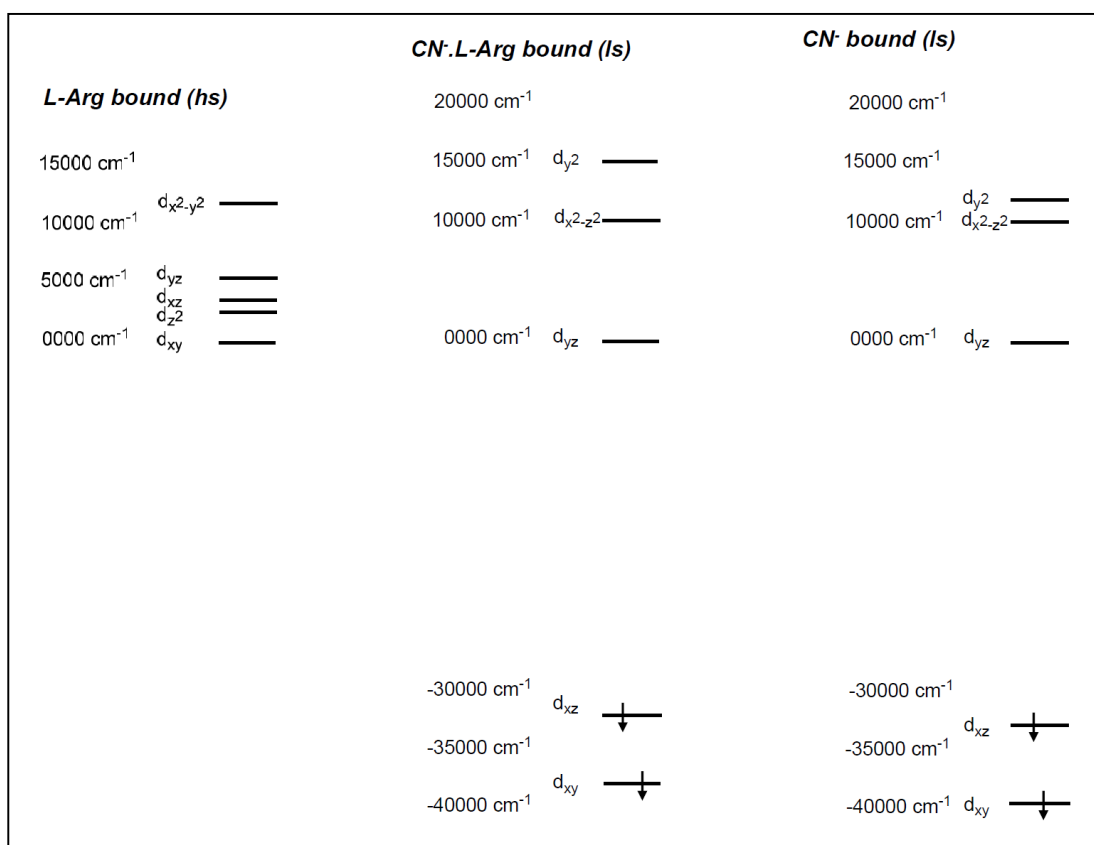 L-Arg bound (hs)
15000 cm⁻¹
dx²-y²
10000 cm⁻¹
5000 cm⁻¹ dyz
dxz
dz²
0000 cm⁻¹ dxy
CN⁻.L-Arg bound (ls)
20000 cm⁻¹
15000 cm⁻¹ dy²
10000 cm⁻¹ dx²-z²
0000 cm⁻¹ dyz
-30000 cm⁻¹
dxz
-35000 cm⁻¹
dxy
-40000 cm⁻¹
CN⁻ bound (ls)
20000 cm⁻¹
15000 cm⁻¹
dy²
10000 cm⁻¹ dx²-z²
0000 cm⁻¹ dyz
-30000 cm⁻¹
dxz
-35000 cm⁻¹
-40000 cm⁻¹ dxy